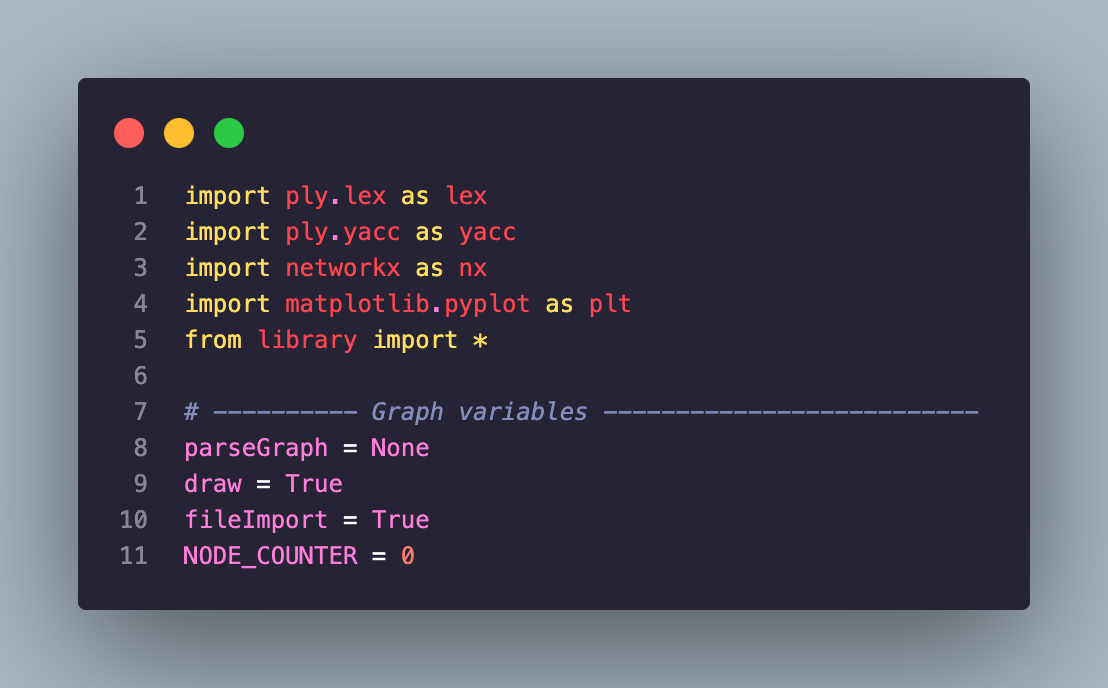 1 import ply.lex as lex
2 import ply.yacc as yacc
3 import networkx as nx
4 import matplotlib.pyplot as plt
5 from library import *
6
7 # ---------- Graph variables --------------------------
8 parseGraph = None
9 draw = True
10 fileImport = True
11 NODE_COUNTER = 0